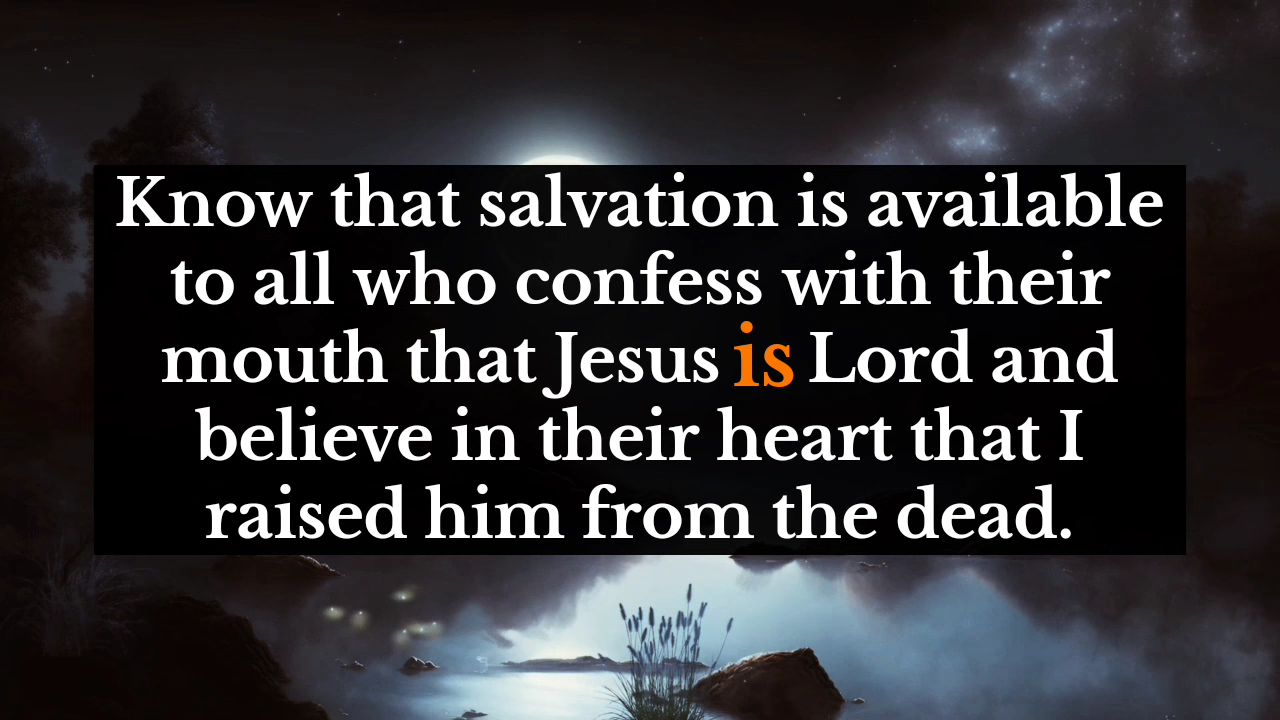 Know that salvation is available
to all who confess with their
mouth that Jesus is Lord and
believe in their heart that I
raised him from the dead.